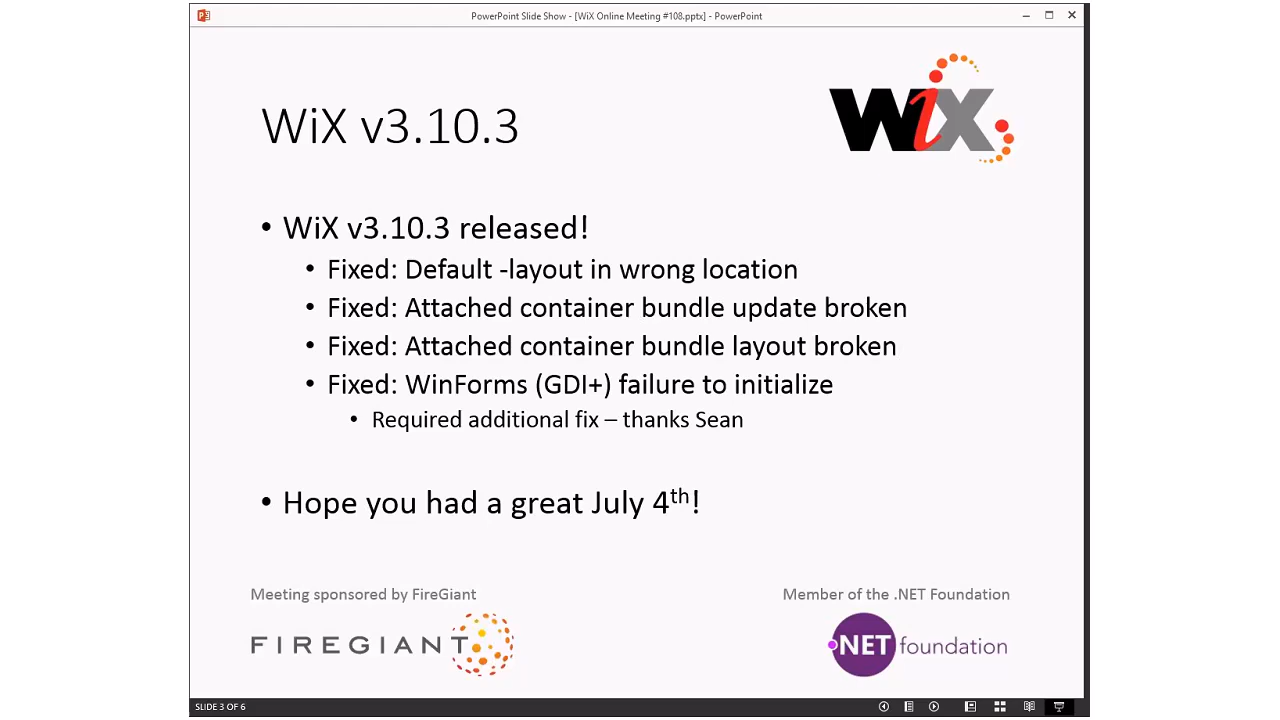 PowerPoint Slide Show - [WiX Online Meeting #108.pptx] - PowerPoint
WiX
WiX v3.10.3
• WiX v3.10.3 released!
• Fixed: Default -layout in wrong location
• Fixed: Attached container bundle update broken
• Fixed: Attached container bundle layout broken
• Fixed: WinForms (GDI+) failure to initialize
• Required additional fix – thanks Sean
• Hope you had a great July 4th!
Meeting sponsored by FireGiant
Member of the .NET Foundation
FIREGIANT
.NET foundation
SLIDE 3 OF 6